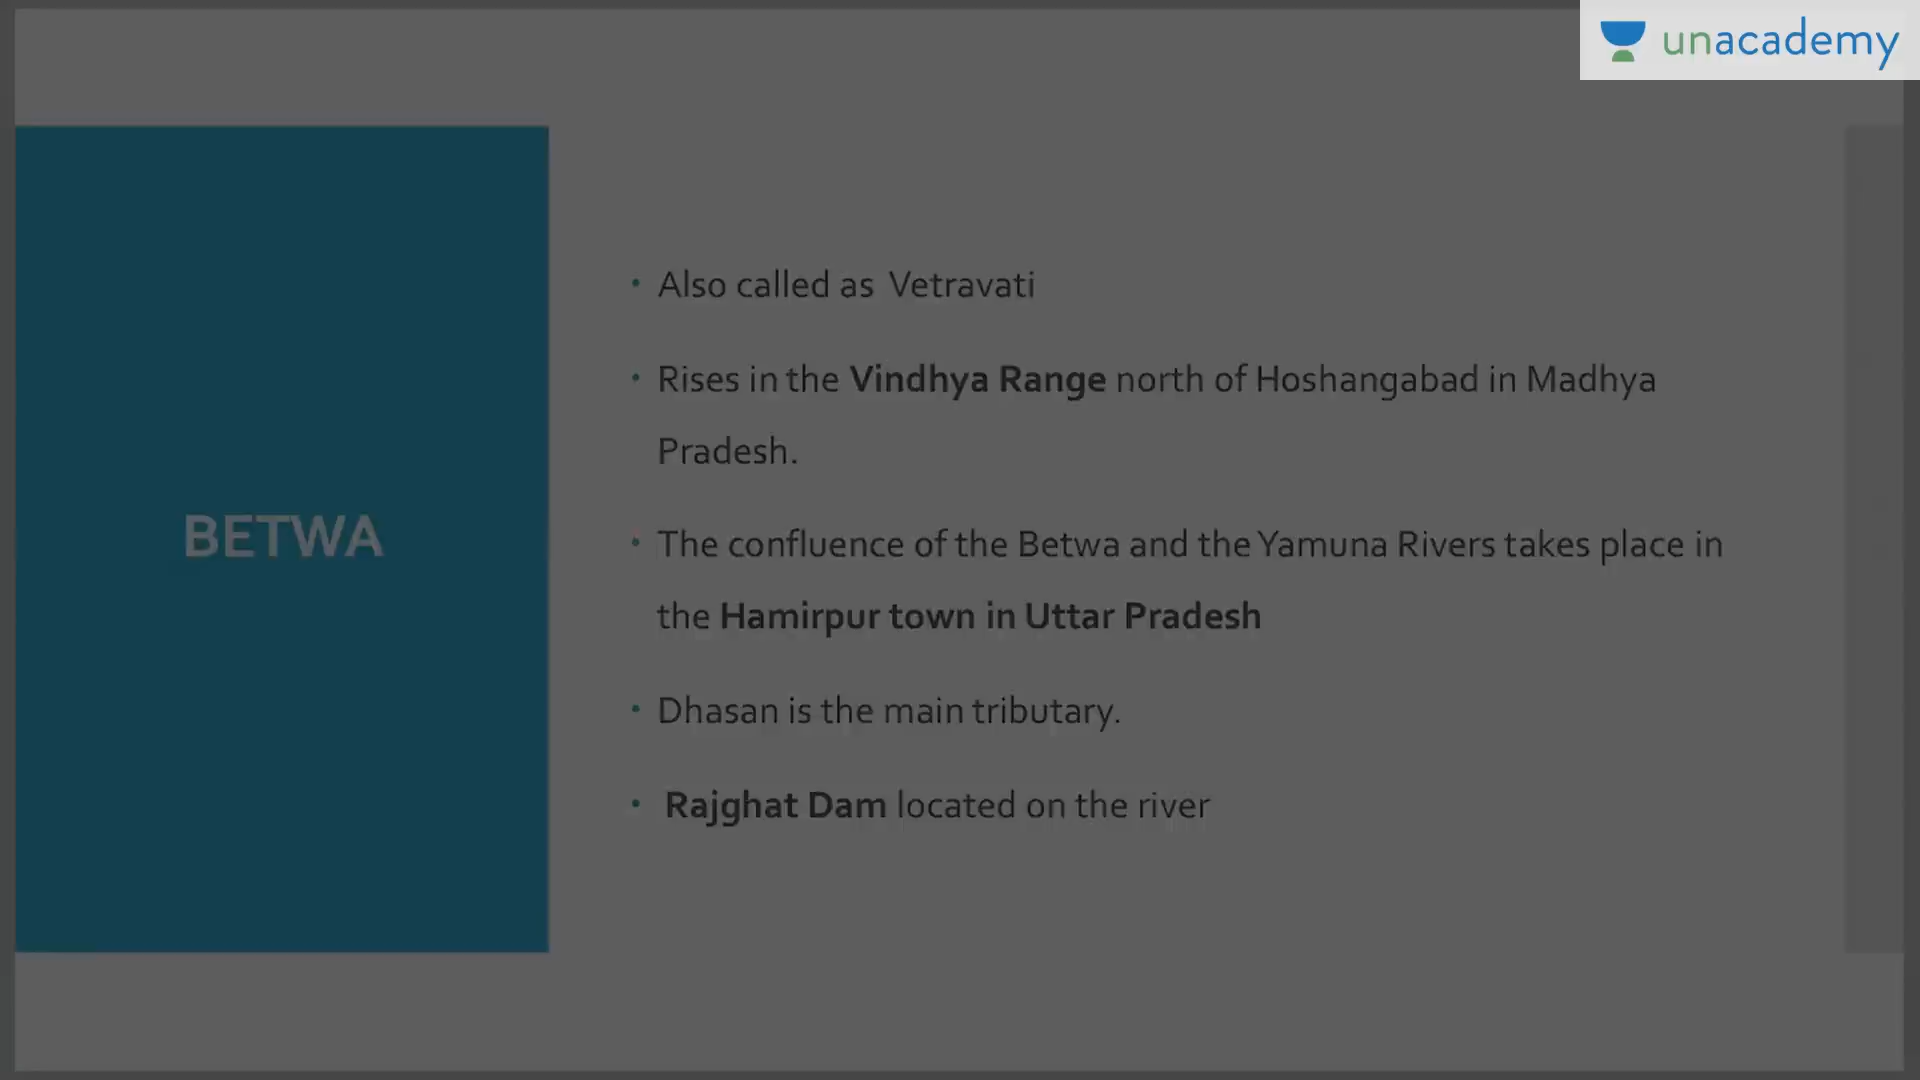 unacademy
BETWA
• Also called as Vetravati
• Rises in the Vindhya Range north of Hoshangabad in Madhya
Pradesh.
• The confluence of the Betwa and the Yamuna Rivers takes place in
the Hamirpur town in Uttar Pradesh
• Dhasan is the main tributary.
• Rajghat Dam located on the river